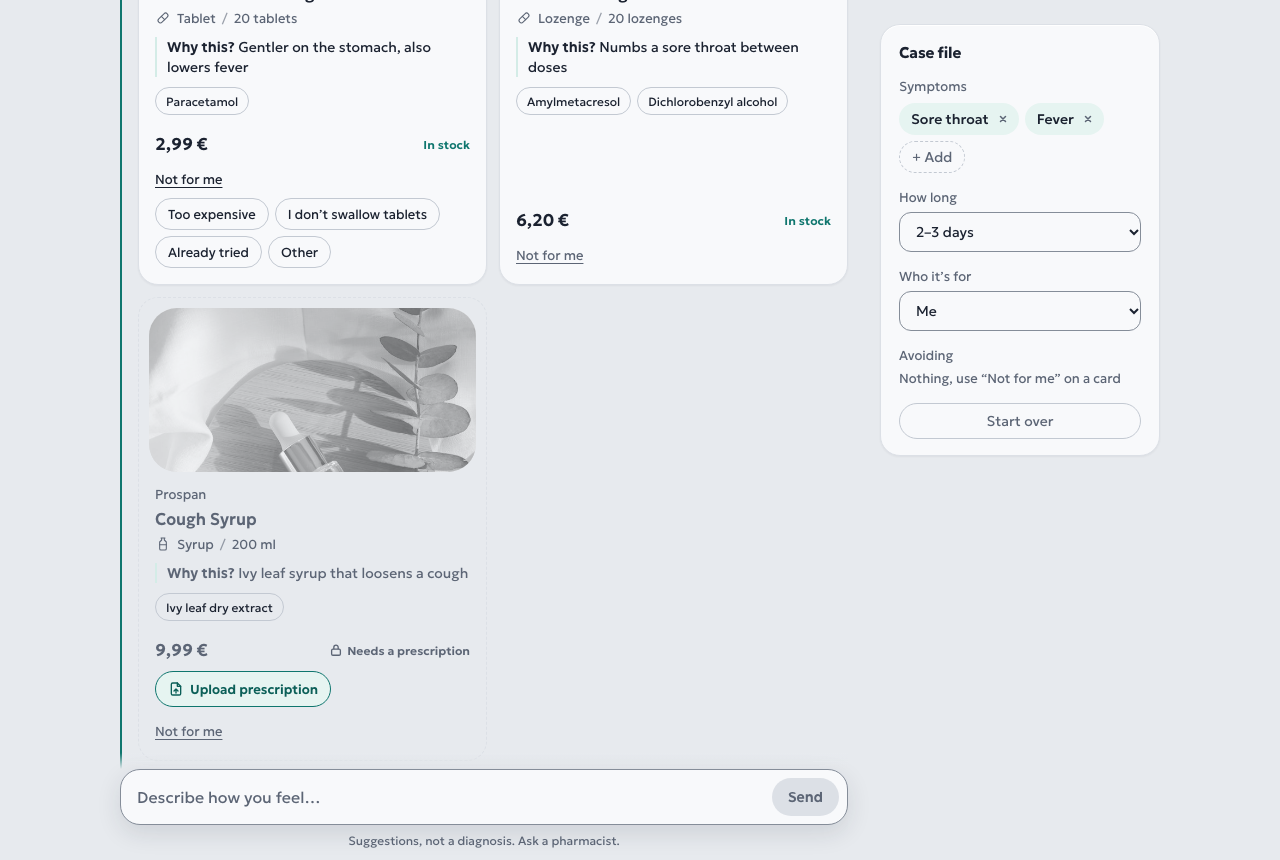 Tablet / 20 tablets
Why this? Gentler on the stomach, also
lowers fever
Paracetamol
2,99 €
In stock
Not for me
Too expensive
I don’t swallow tablets
Already tried
Other
Lozenge / 20 lozenges
Why this? Numbs a sore throat between
doses
Amylmetacresol
Dichlorobenzyl alcohol
6,20 €
In stock
Not for me
Prospan
Cough Syrup
Syrup / 200 ml
Why this? Ivy leaf syrup that loosens a cough
Ivy leaf dry extract
9,99 €
Needs a prescription
Upload prescription
Not for me
Describe how you feel…
Send
Suggestions, not a diagnosis. Ask a pharmacist.
Case file
Symptoms
Sore throat ×
Fever ×
+ Add
How long
2–3 days
Who it’s for
Me
Avoiding
Nothing, use “Not for me” on a card
Start over